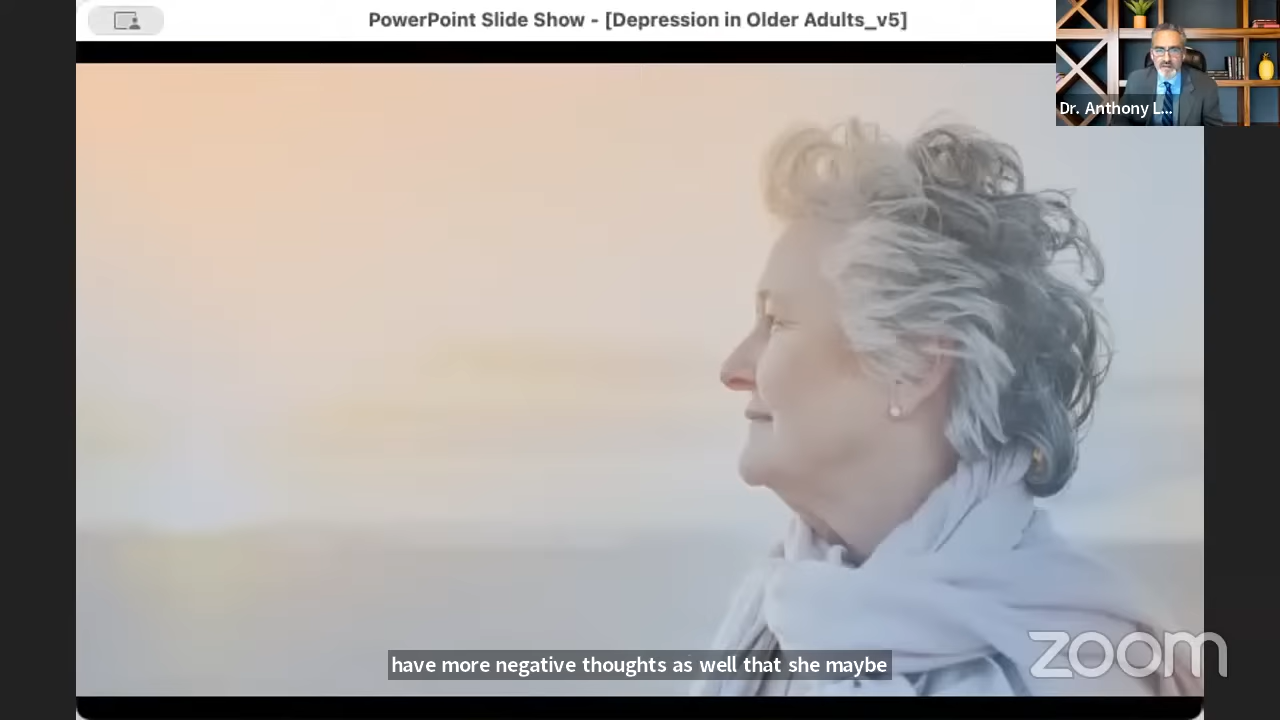 PowerPoint Slide Show - [Depression in Older Adults_v5]
Dr. Anthony L...
have more negative thoughts as well that she maybe
zoom